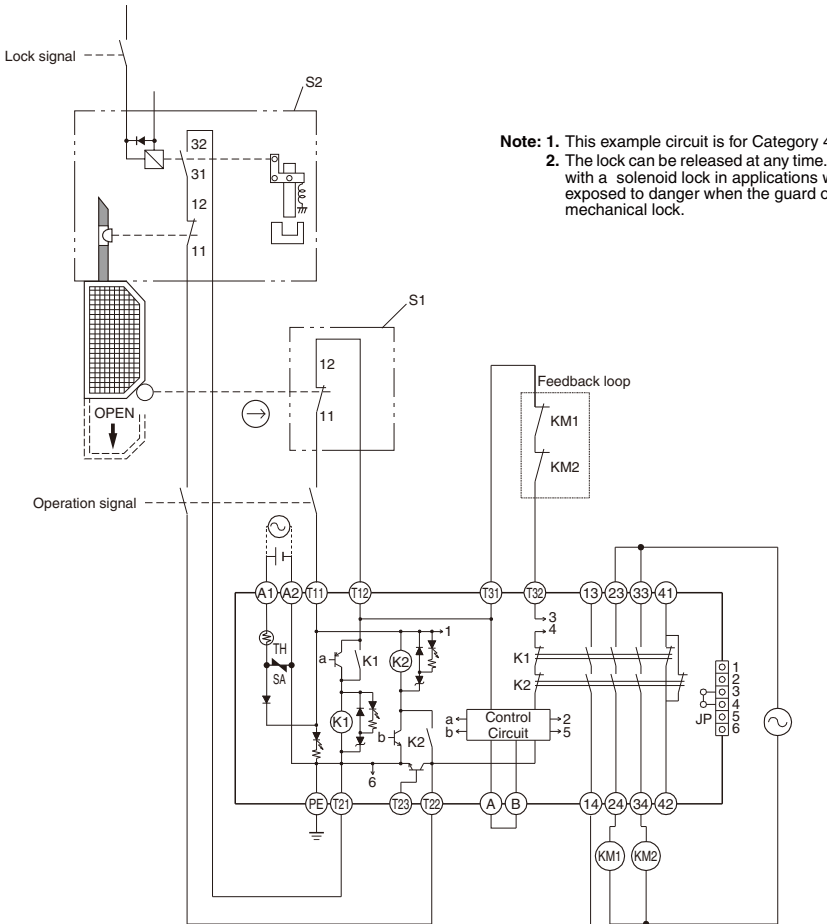 Lock signal
S2
32
31
12
11
Note: 1. This example circuit is for Category 4
2. The lock can be released at any time.
with a solenoid lock in applications w
exposed to danger when the guard
mechanical lock.
S1
12
11
OPEN
Feedback loop
KM1
KM2
Operation signal
A1 A2 T11 T12 T31 T32 13 23 33 41
TH
SA
a K1 K2 1
3
4
K1
K2
K1
b K2
a
b
Control
Circuit
2
5
6
JP
1
2
3
4
5
6
PE T21 T23 T22 A B 14 24 34 42
KM1 KM2